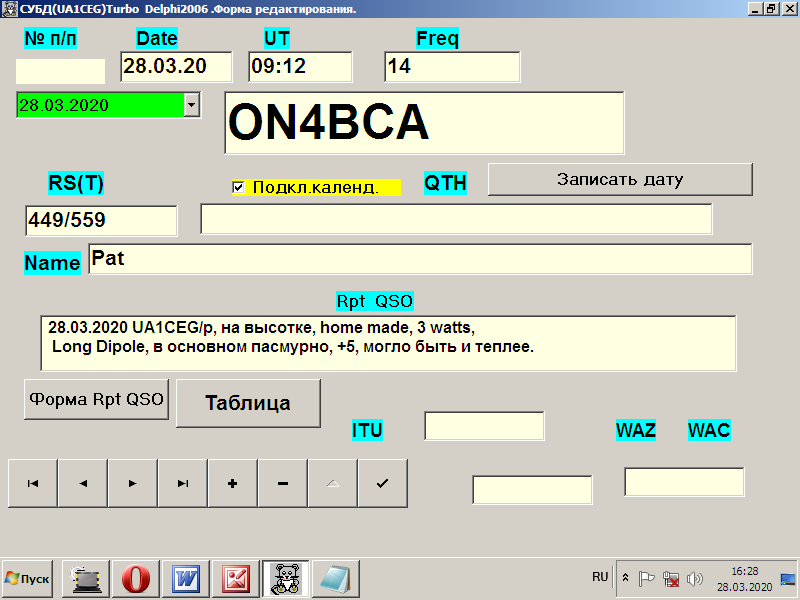 СУБД(UA1CEG)Turbo Delphi2006 .Форма редактирования.
№ п/п Date UT Freq
28.03.20 09:12 14
28.03.2020
ON4BCA
RS(T) Подкл.календ. QTH Записать дату
449/559
Name Pat
Rpt QSO
28.03.2020 UA1CEG/p, на высотке, home made, 3 watts,
Long Dipole, в основном пасмурно, +5, могло быть и теплее.
Форма Rpt QSO Таблица
ITU WAZ WAC
Пуск RU 16:28
28.03.2020